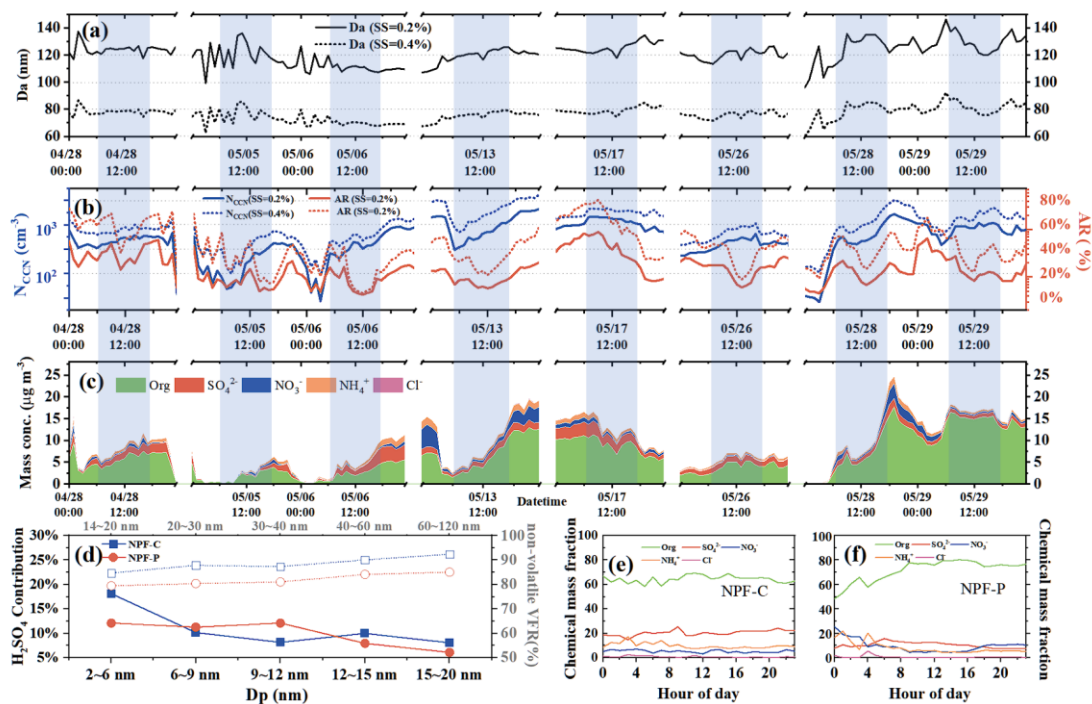 (a)
Da (SS=0.2%)
Da (SS=0.4%)
Da (nm)
140
120
100
80
60
140
120
100
80
60
Da (nm)
04/28 04/28 05/05 05/06 05/06 05/13 05/17 05/26 05/28 05/29 05/29
00:00 12:00 12:00 00:00 12:00 12:00 12:00 12:00 12:00 00:00 12:00
(b)
N_CCN (SS=0.2%) AR (SS=0.2%)
N_CCN (SS=0.4%) AR (SS=0.2%)
N_CCN (cm⁻³)
10³
10²
80%
60%
40%
20%
0%
AR (%)
04/28 04/28 05/05 05/06 05/06 05/13 05/17 05/26 05/28 05/29 05/29
00:00 12:00 12:00 00:00 12:00 12:00 12:00 12:00 12:00 00:00 12:00
(c)
Org SO₄²⁻ NO₃⁻ NH₄⁺ Cl⁻
Mass conc. (μg m⁻³)
25
20
15
10
5
0
25
20
15
10
5
0
04/28 04/28 05/05 05/06 05/06 05/13 Datetime 05/17 05/26 05/28 05/29 05/29
00:00 12:00 12:00 00:00 12:00 12:00 12:00 12:00 12:00 00:00 12:00
14~20 nm 20~30 nm 30~40 nm 40~60 nm 60~120 nm
(d)
NPF-C
NPF-P
H₂SO₄ Contribution
30%
25%
20%
15%
10%
5%
100
90
80
70
60
50
non-volatlie VFR(%)
2~6 nm 6~9 nm 9~12 nm 12~15 nm 15~20 nm
Dp (nm)
Chemical mass fraction
100
80
60
40
20
0
Org SO₄²⁻ NO₃⁻
NH₄⁺ Cl⁻
(e)
NPF-C
0 4 8 12 16 20
Hour of day
100
80
60
40
20
0
Org SO₄²⁻ NO₃⁻
NH₄⁺ Cl⁻
(f)
NPF-P
0 4 8 12 16 20
Hour of day
Chemical mass fraction